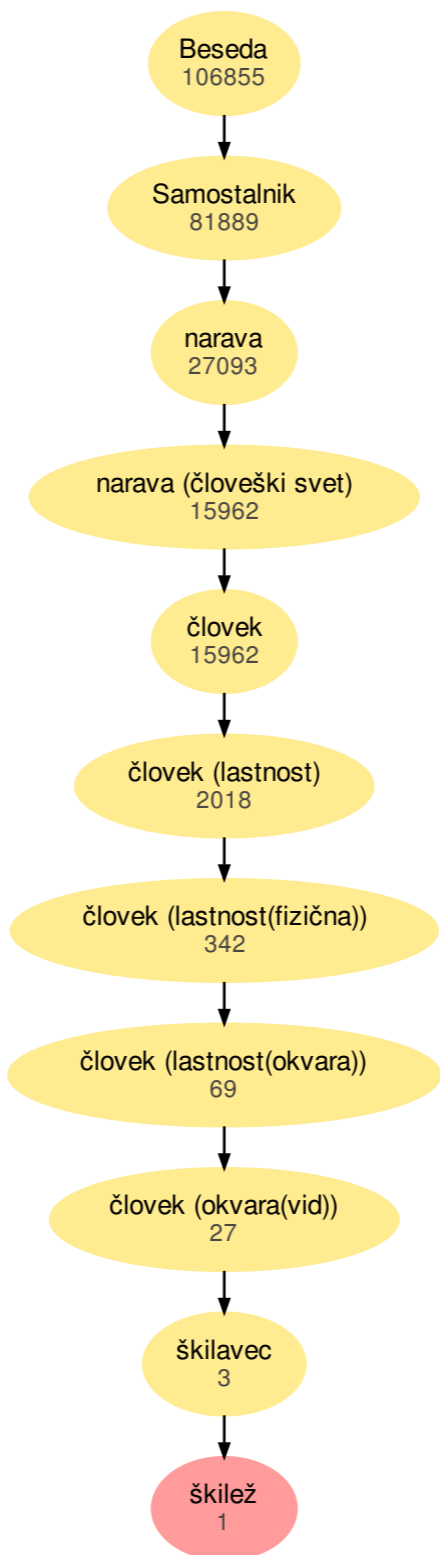 Beseda
106855
Samostalnik
81889
narava
27093
narava (človeški svet)
15962
človek
15962
človek (lastnost)
2018
človek (lastnost(fizična))
342
človek (lastnost(okvara))
69
človek (okvara(vid))
27
škilavec
3
škilež
1